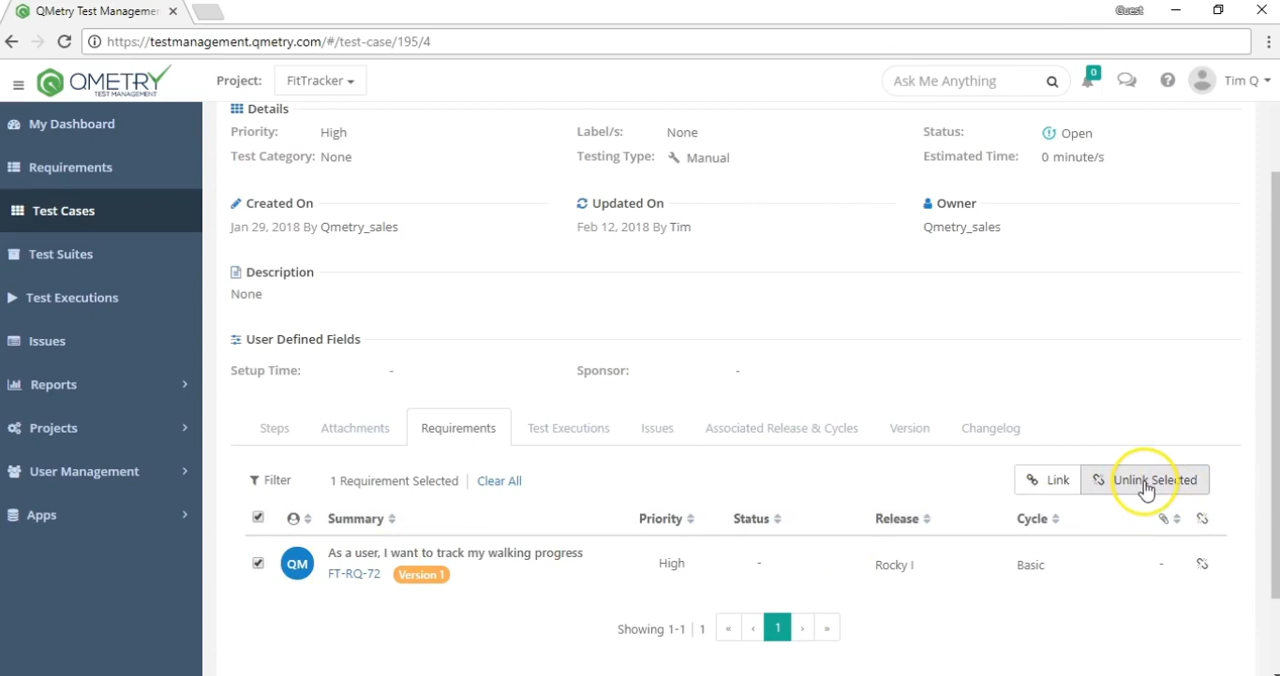 QMetry Test Managemer
Guest
https://testmanagement.qmetry.com/#/test-case/195/4
QMETRY
TEST MANAGEMENT
Project: FitTracker
Ask Me Anything
0
Tim Q
My Dashboard
Requirements
Test Cases
Test Suites
Test Executions
Issues
Reports
Projects
User Management
Apps
Details
Priority: High Label/s: None Status: Open
Test Category: None Testing Type: Manual Estimated Time: 0 minute/s
Created On Updated On Owner
Jan 29, 2018 By Qmetry_sales Feb 12, 2018 By Tim Qmetry_sales
Description
None
User Defined Fields
Setup Time: - Sponsor: -
Steps Attachments Requirements Test Executions Issues Associated Release & Cycles Version Changelog
Filter 1 Requirement Selected Clear All Link Unlink Selected
Summary Priority Status Release Cycle
QM As a user, I want to track my walking progress High - Rocky I Basic -
FT-RQ-72 Version 1
Showing 1-1 | 1 « ‹ 1 › »